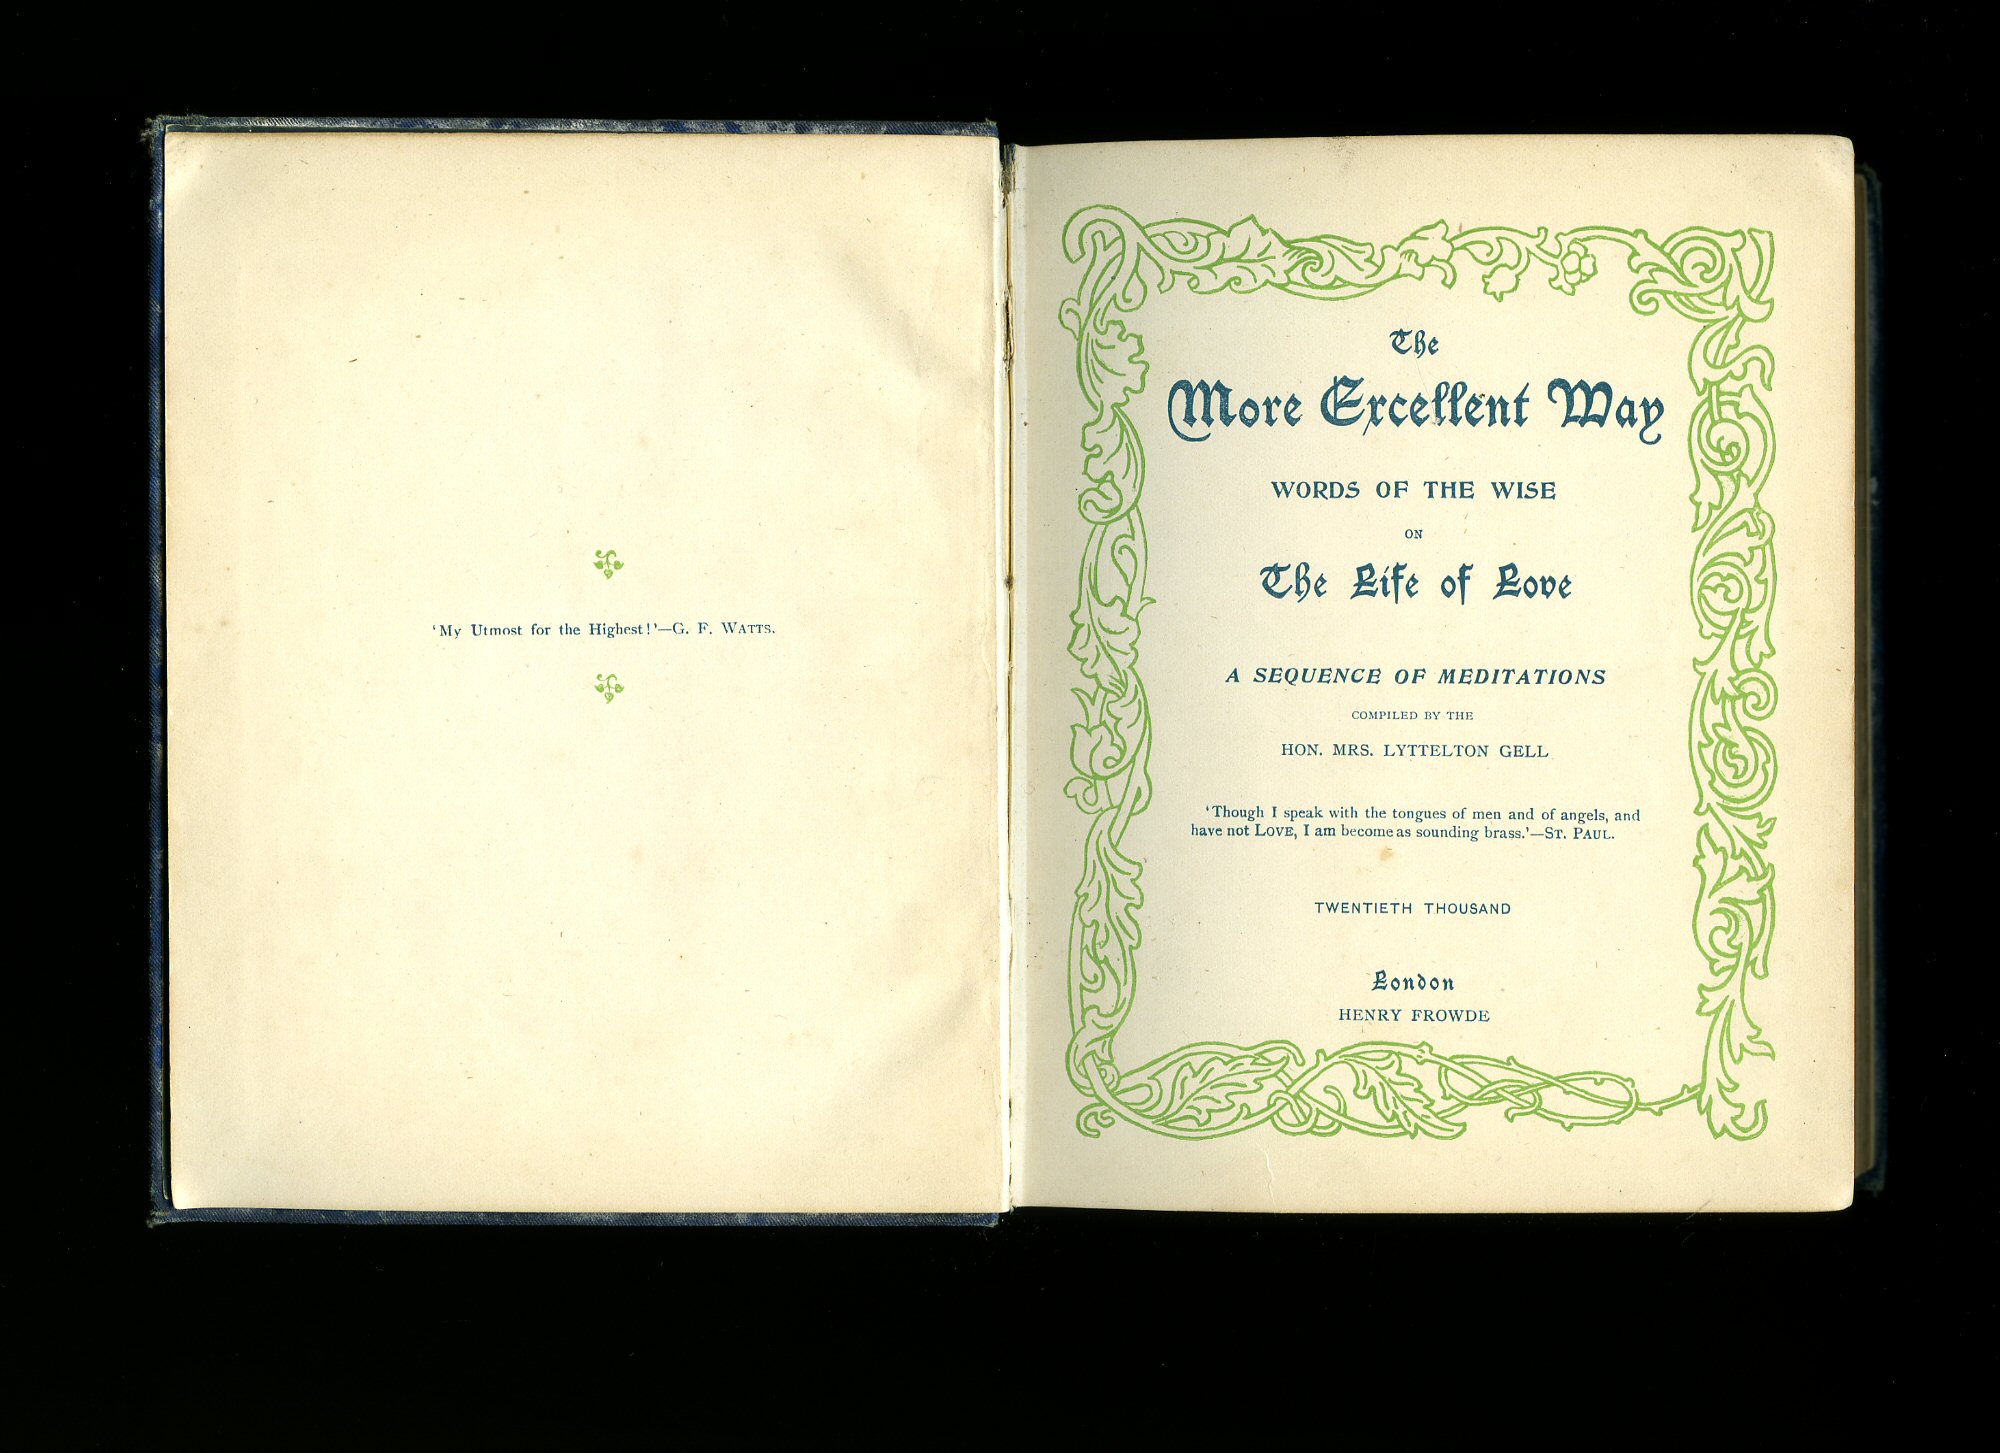 'My Utmost for the Highest!'—G. F. WATTS.
The
More Excellent Way
WORDS OF THE WISE
ON
The Life of Love
A SEQUENCE OF MEDITATIONS
COMPILED BY THE
HON. MRS. LYTTELTON GELL
'Though I speak with the tongues of men and of angels, and
have not LOVE, I am become as sounding brass.'—ST. PAUL.
TWENTIETH THOUSAND
London
HENRY FROWDE